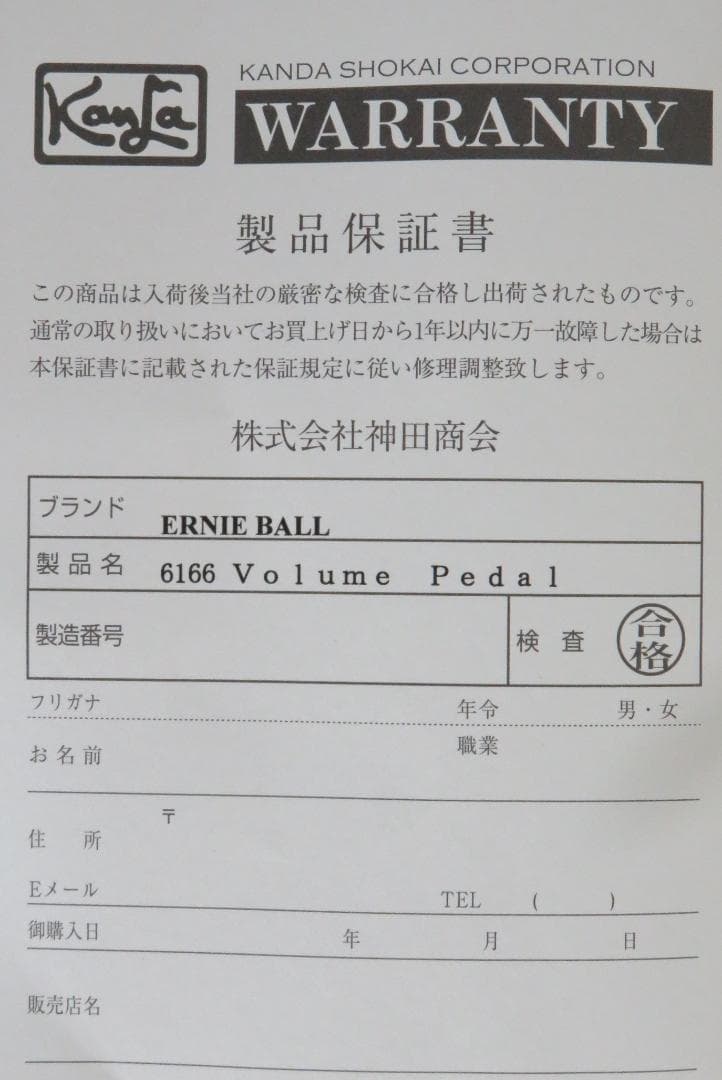 Kanda
KANDA SHOKAI CORPORATION
WARRANTY
製品保証書
この商品は入荷後当社の厳密な検査に合格し出荷されたものです。
通常の取り扱いにおいてお買上げ日から1年以内に万一故障した場合は
本保証書に記載された保証規定に従い修理調整致します。
株式会社神田商会
ブランド ERNIE BALL
製品名 6166 Ｖｏｌｕｍｅ　Ｐｅｄａｌ
製造番号 検査 合格
フリガナ 年令 男・女
お名前 職業
〒
住所
Eメール TEL ( )
御購入日 年 月 日
販売店名